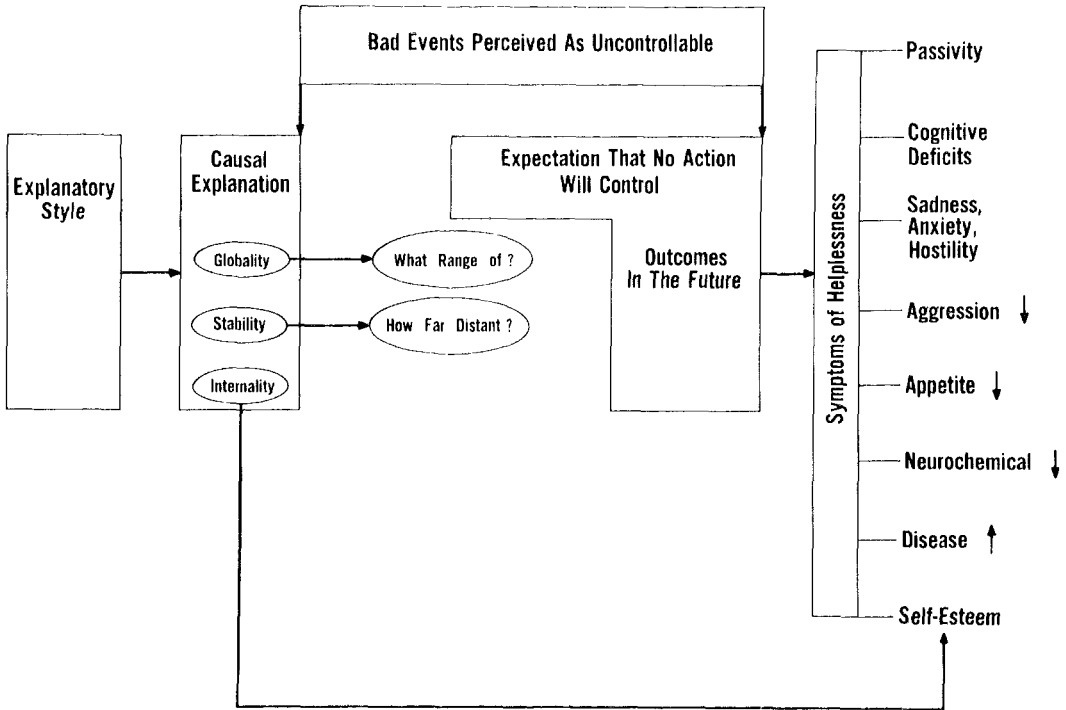 Bad Events Perceived As Uncontrollable
Explanatory
Style
Causal
Explanation
Globality
Stability
Internality
What Range of ?
How Far Distant ?
Expectation That No Action
Will Control
Outcomes
In The Future
Symptoms of Helplessness
Passivity
Cognitive
Deficits
Sadness,
Anxiety,
Hostility
Aggression ↓
Appetite ↓
Neurochemical ↓
Disease ↑
Self-Esteem